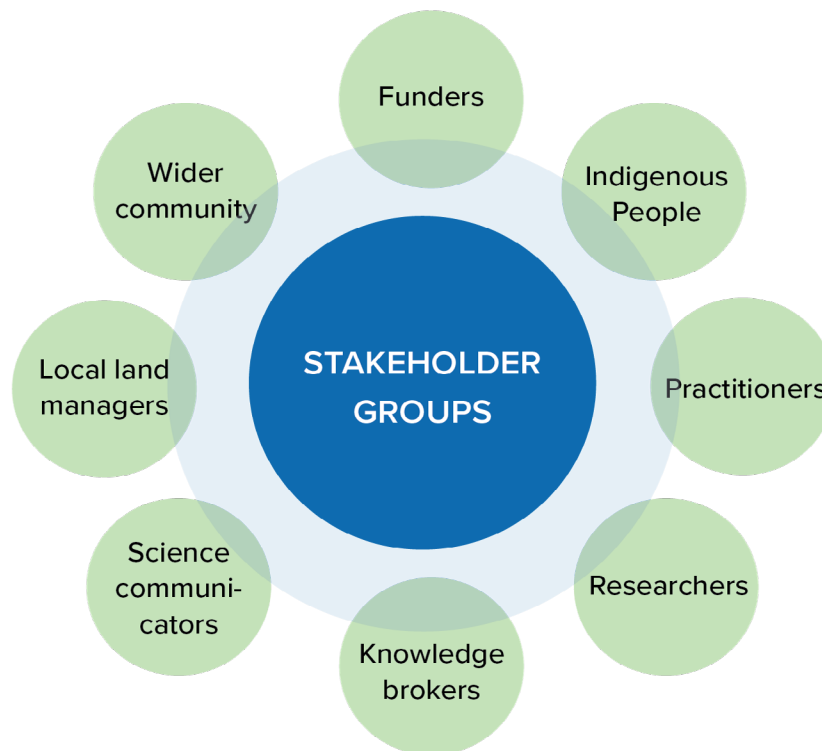 Funders
Indigenous
People
Practitioners
Researchers
Knowledge
brokers
Science
communi-
cators
Local land
managers
Wider
community
STAKEHOLDER
GROUPS